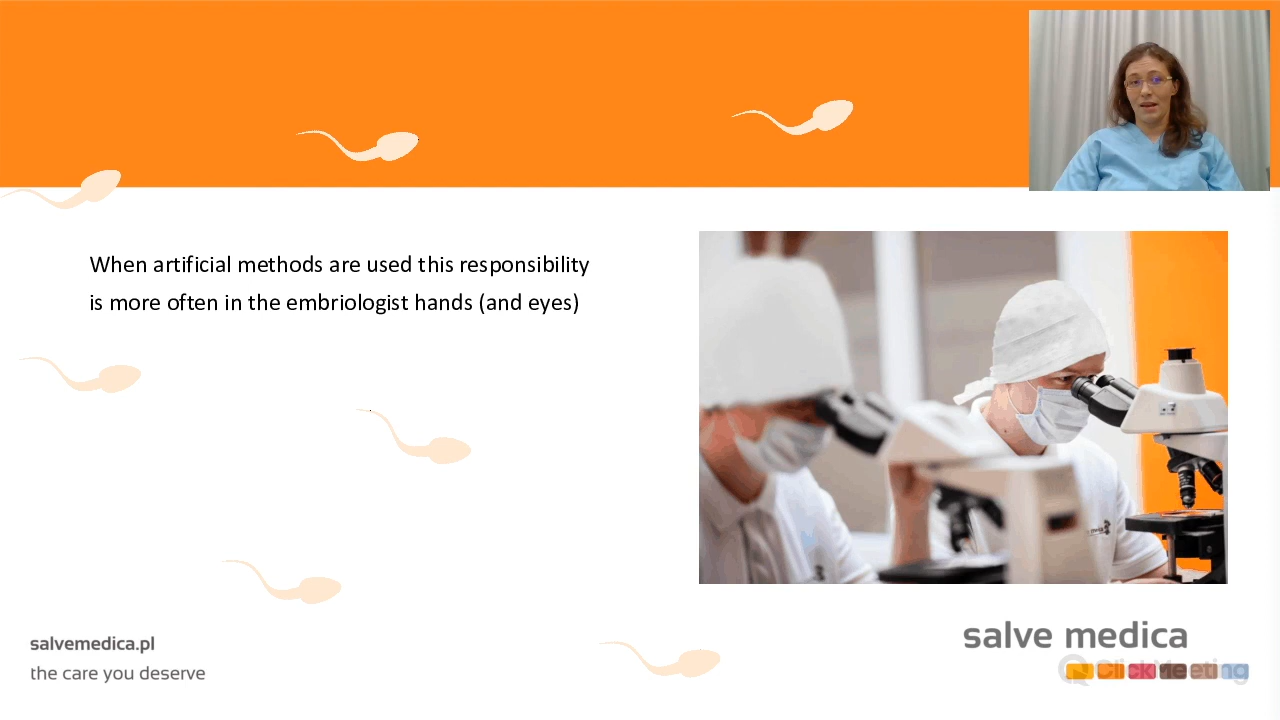 When artificial methods are used this responsibility
is more often in the embriologist hands (and eyes)
salvemedica.pl
the care you deserve
salve medica
ClickMeeting